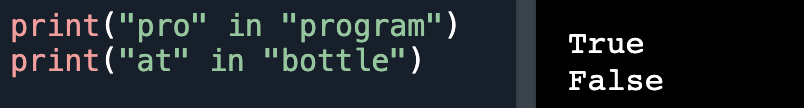 print("pro" in "program")
print("at" in "bottle")
True
False